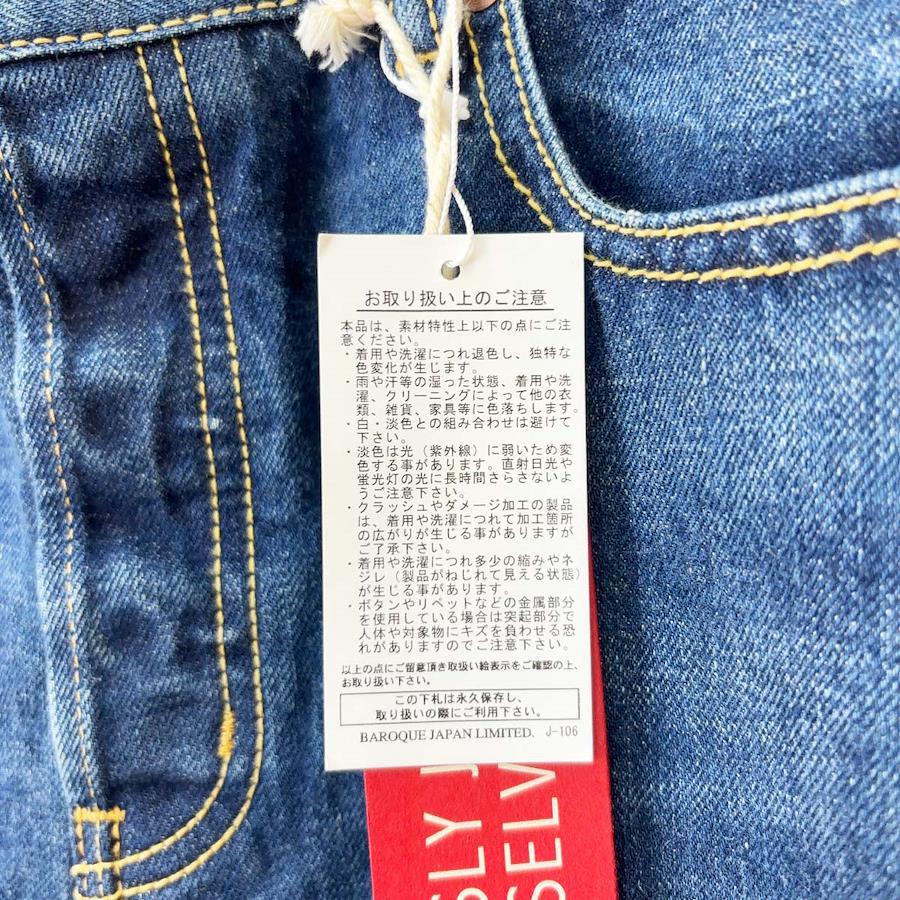 お取り扱い上のご注意
本品は、素材特性上以下の点にご注
意ください。
・着用や洗濯につれ退色し、独特な
色変化が生じます。
・雨や汗等の湿った状態、着用や洗
濯、クリーニングによって他の衣
類、雑貨、家具等に色落ちします。
・白・淡色との組み合わせは避けて
下さい。
・淡色は光（紫外線）に弱いため変
色する事があります。直射日光や
蛍光灯の光に長時間さらさないよ
うご注意下さい。
・クラッシュやダメージ加工の製品
は、着用や洗濯につれて加工箇所
の広がりが生じる事がありますが
ご了承下さい。
・着用や洗濯につれ多少の縮みやネ
ジレ（製品がねじれて見える状態）
が生じる事があります。
・ボタンやリベットなどの金属部分
を使用している場合は突起部分で
人体や対象物にキズを負わせる恐
れがありますのでご注意下さい。
以上の点にご留意頂き取扱い絵表示をご確認の上、
お取り扱い下さい。
この下札は永久保存し、
取り扱いの際にご利用下さい。
BAROQUE JAPAN LIMITED. J-106
SLY J
SELV